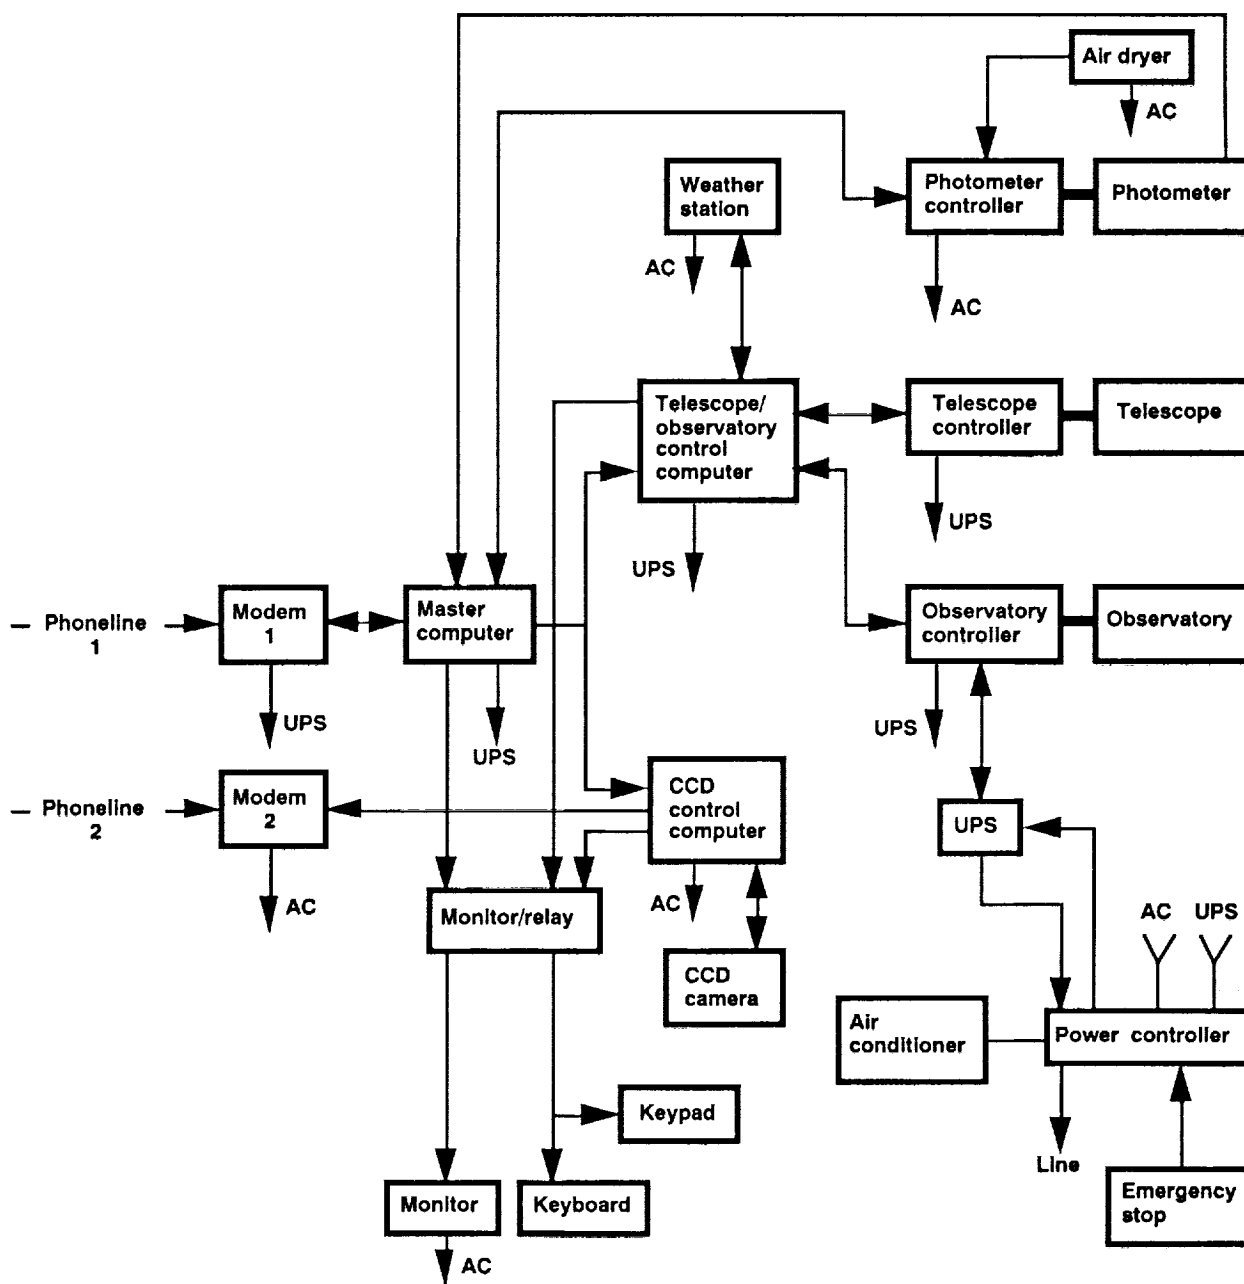 Air dryer
AC
Weather
station
AC
Photometer
controller
AC
Photometer
Telescope/
observatory
control
computer
UPS
Telescope
controller
UPS
Telescope
Phoneline
1
Modem
1
UPS
Master
computer
UPS
Observatory
controller
UPS
Observatory
Phoneline
2
Modem
2
AC
CCD
control
computer
AC
UPS
Monitor/relay
CCD
camera
AC
UPS
Air
conditioner
Power controller
Keypad
Line
Monitor
AC
Keyboard
Emergency
stop